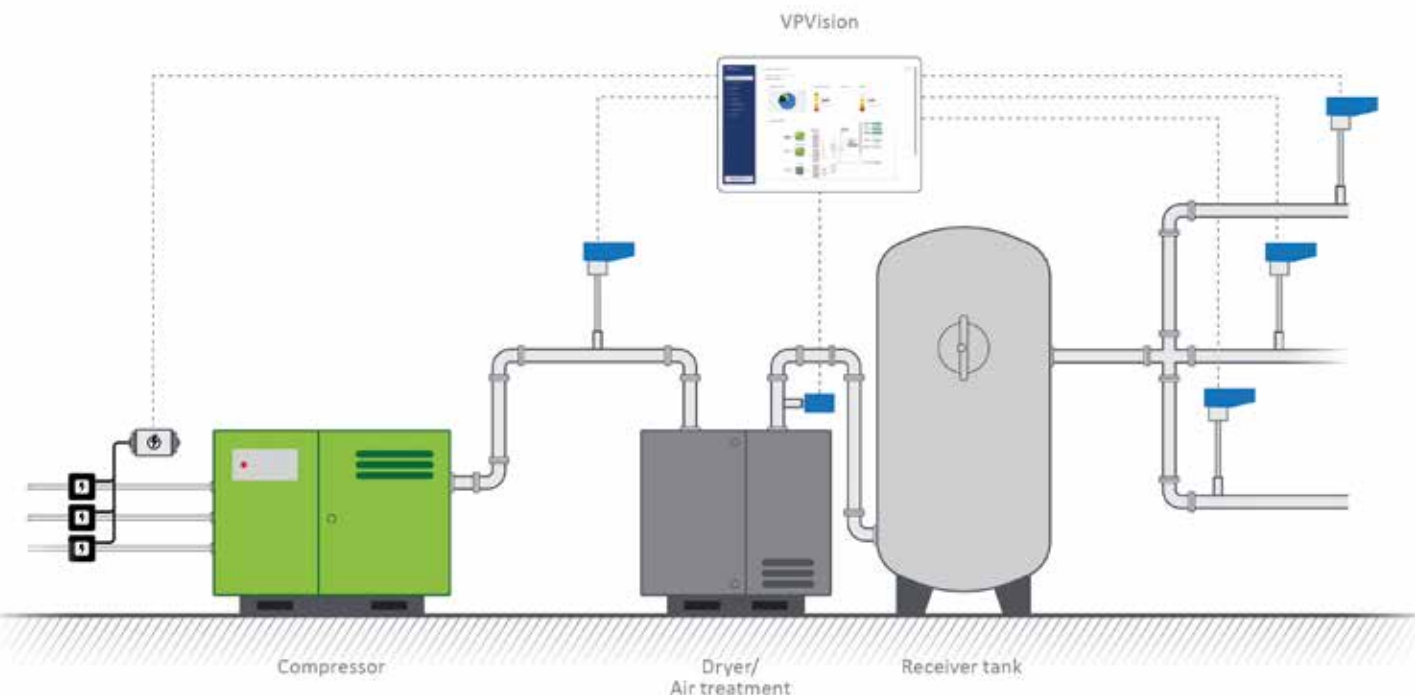 VPVision
Compressor
Dryer/
Air treatment
Receiver tank